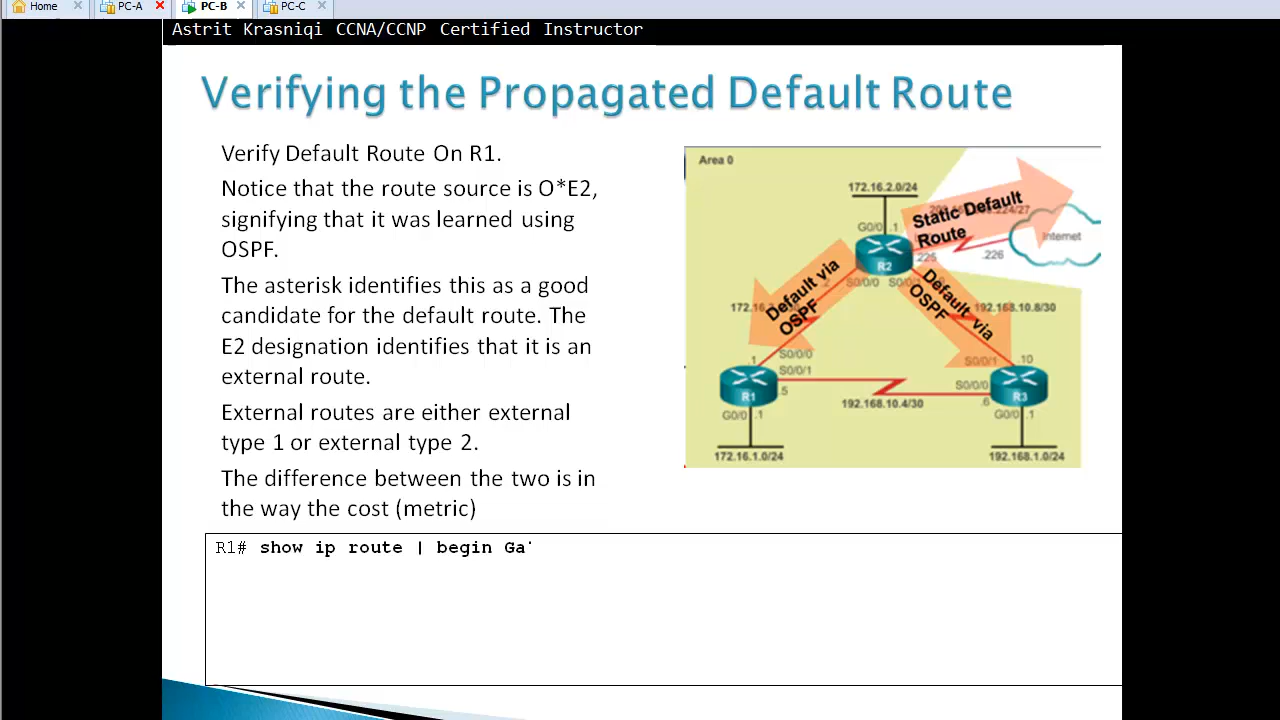 Home
PC-A
PC-B
PC-C
Astrit Krasniqi CCNA/CCNP Certified Instructor
Verifying the Propagated Default Route
Verify Default Route On R1.
Notice that the route source is O*E2,
signifying that it was learned using
OSPF.
The asterisk identifies this as a good
candidate for the default route. The
E2 designation identifies that it is an
external route.
External routes are either external
type 1 or external type 2.
The difference between the two is in
the way the cost (metric)
Area 0
172.16.2.0/24
G0/0 .1
Static Default
Route
Internet
R2
.225
.226
S0/0/0
Default via
OSPF
Default via
OSPF
192.168.10.8/30
.1
S0/0/0
S0/0/1
.10
S0/0/1
R1
.5
S0/0/0
R3
192.168.10.4/30
.6
G0/0 .1
G0/0 .1
172.16.1.0/24
192.168.1.0/24
R1# show ip route | begin Ga